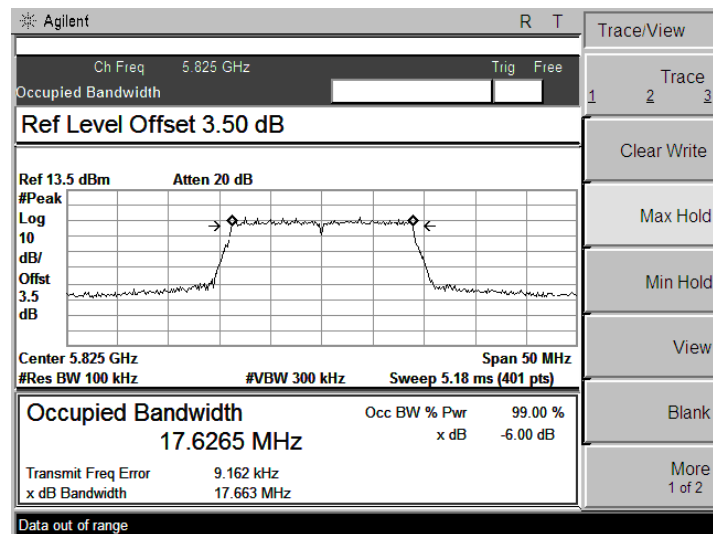 Agilent R T
Ch Freq 5.825 GHz Trig Free
Occupied Bandwidth
Ref Level Offset 3.50 dB
Ref 13.5 dBm Atten 20 dB
#Peak
Log
10
dB/
Offst
3.5
dB
Center 5.825 GHz Span 50 MHz
#Res BW 100 kHz #VBW 300 kHz Sweep 5.18 ms (401 pts)
Occupied Bandwidth Occ BW % Pwr 99.00 %
17.6265 MHz x dB -6.00 dB
Transmit Freq Error 9.162 kHz
x dB Bandwidth 17.663 MHz
Data out of range
Trace/View
Trace
1 2 3
Clear Write
Max Hold
Min Hold
View
Blank
More
1 of 2